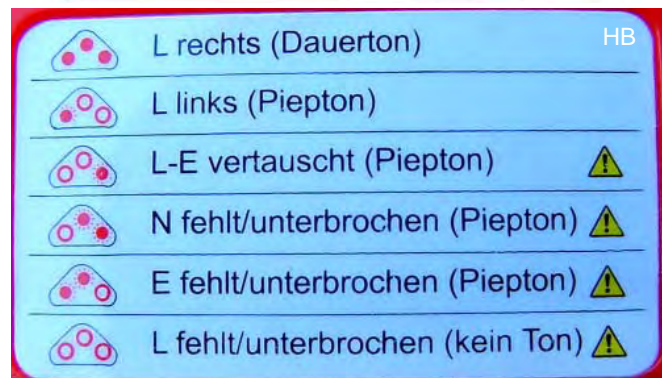 L rechts (Dauerton)
HB
L links (Piepton)
L-E vertauscht (Piepton)
N fehlt/unterbrochen (Piepton)
E fehlt/unterbrochen (Piepton)
L fehlt/unterbrochen (kein Ton)